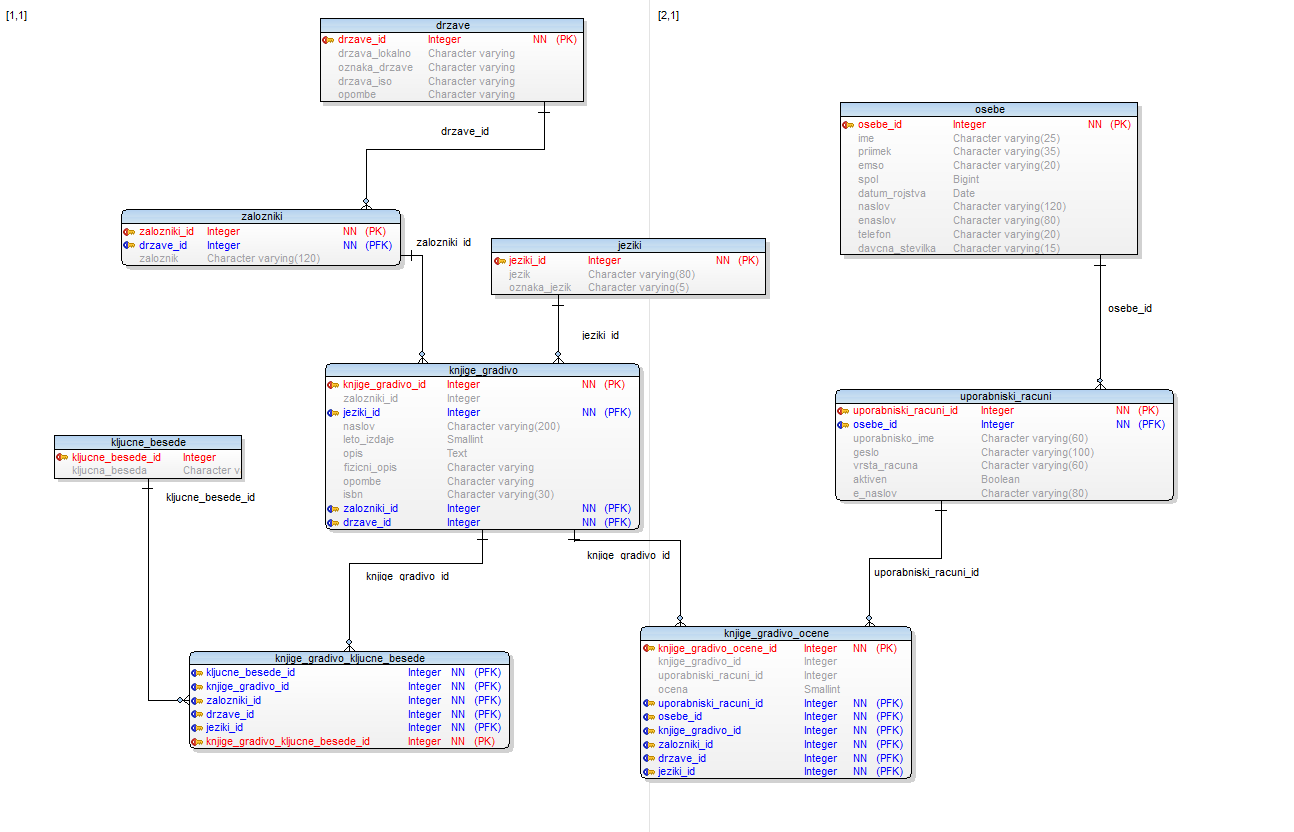 [1,1]
[2,1]
drzave
drzave_id Integer NN (PK)
drzava_lokalno Character varying
oznaka_drzave Character varying
drzava_iso Character varying
opombe Character varying
drzave_id
zalozniki
zalozniki_id Integer NN (PK)
drzave_id Integer NN (PFK)
zaloznik Character varying(120)
zalozniki_id
jeziki
jeziki_id Integer NN (PK)
jezik Character varying(80)
oznaka_jezik Character varying(5)
jeziki_id
osebe
osebe_id Integer NN (PK)
ime Character varying(25)
priimek Character varying(35)
emso Character varying(20)
spol Bigint
datum_rojstva Date
naslov Character varying(120)
enaslov Character varying(80)
telefon Character varying(20)
davcna_stevilka Character varying(15)
osebe_id
knjige_gradivo
knjige_gradivo_id Integer NN (PK)
zalozniki_id Integer
jeziki_id Integer NN (PFK)
naslov Character varying(200)
leto_izdaje Smallint
opis Text
fizicni_opis Character varying
opombe Character varying
isbn Character varying(30)
zalozniki_id Integer NN (PFK)
drzave_id Integer NN (PFK)
uporabniski_racuni
uporabniski_racuni_id Integer NN (PK)
osebe_id Integer NN (PFK)
uporabnisko_ime Character varying(60)
geslo Character varying(100)
vrsta_racuna Character varying(60)
aktiven Boolean
e_naslov Character varying(80)
kljucne_besede
kljucne_besede_id Integer
kljucna_beseda Character v
kljucne_besede_id
knjige_gradivo_id
knjige_gradivo_id
uporabniski_racuni_id
knjige_gradivo_kljucne_besede
kljucne_besede_id Integer NN (PFK)
knjige_gradivo_id Integer NN (PFK)
zalozniki_id Integer NN (PFK)
drzave_id Integer NN (PFK)
jeziki_id Integer NN (PFK)
knjige_gradivo_kljucne_besede_id Integer NN (PK)
knjige_gradivo_ocene
knjige_gradivo_ocene_id Integer NN (PK)
knjige_gradivo_id Integer
uporabniski_racuni_id Integer
ocena Smallint
uporabniski_racuni_id Integer NN (PFK)
osebe_id Integer NN (PFK)
knjige_gradivo_id Integer NN (PFK)
zalozniki_id Integer NN (PFK)
drzave_id Integer NN (PFK)
jeziki_id Integer NN (PFK)